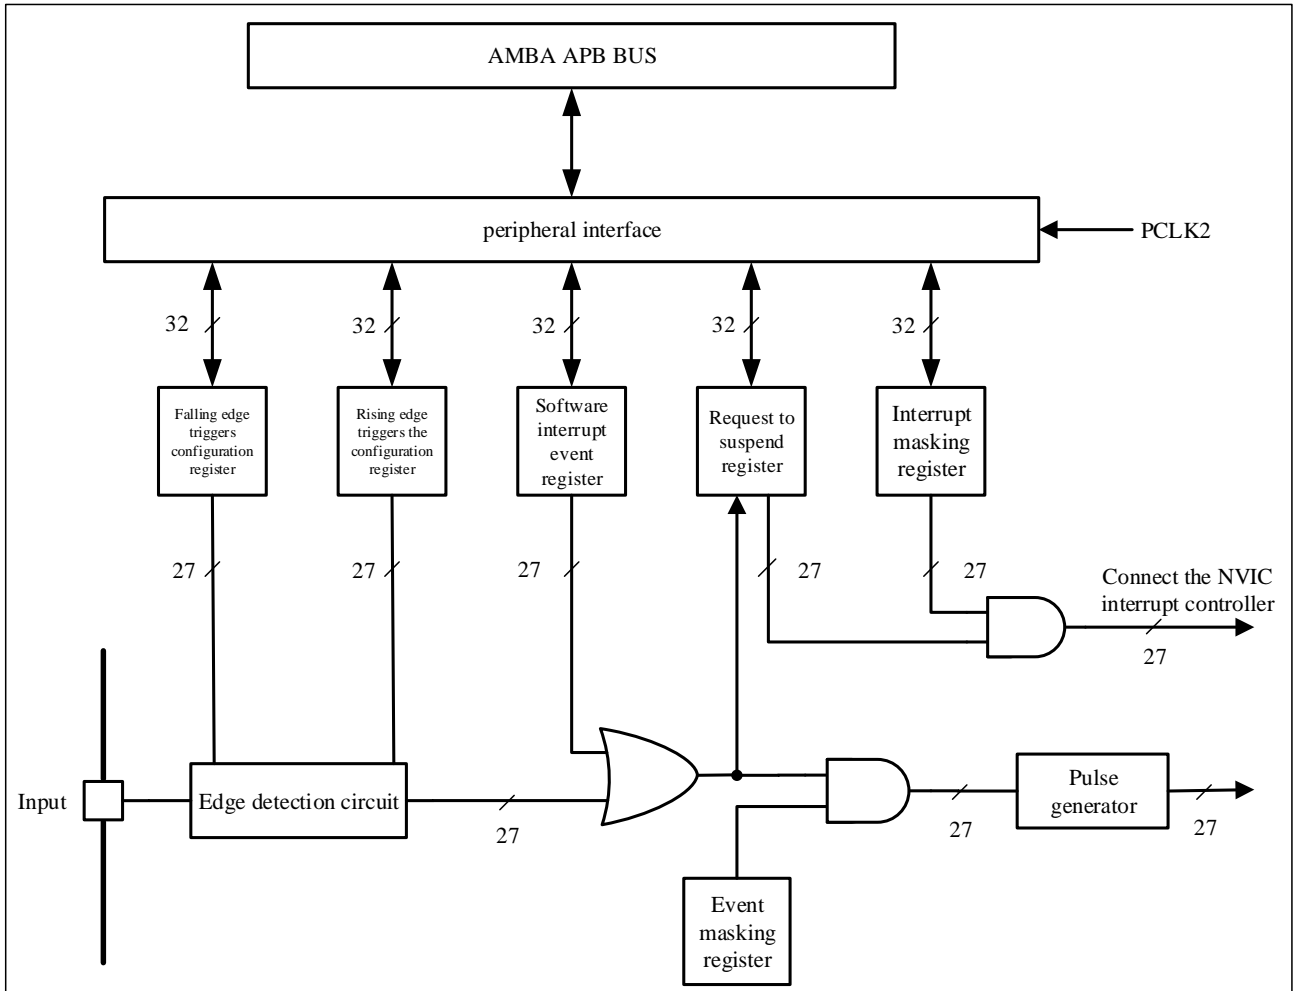 AMBA APB BUS
peripheral interface
PCLK2
32
32
32
32
32
Falling edge
triggers
configuration
register
Rising edge
triggers the
configuration
register
Software
interrupt
event
register
Request to
suspend
register
Interrupt
masking
register
27
27
27
27
27
Connect the NVIC
interrupt controller
27
Input
Edge detection circuit
27
27
Pulse
generator
27
Event
masking
register